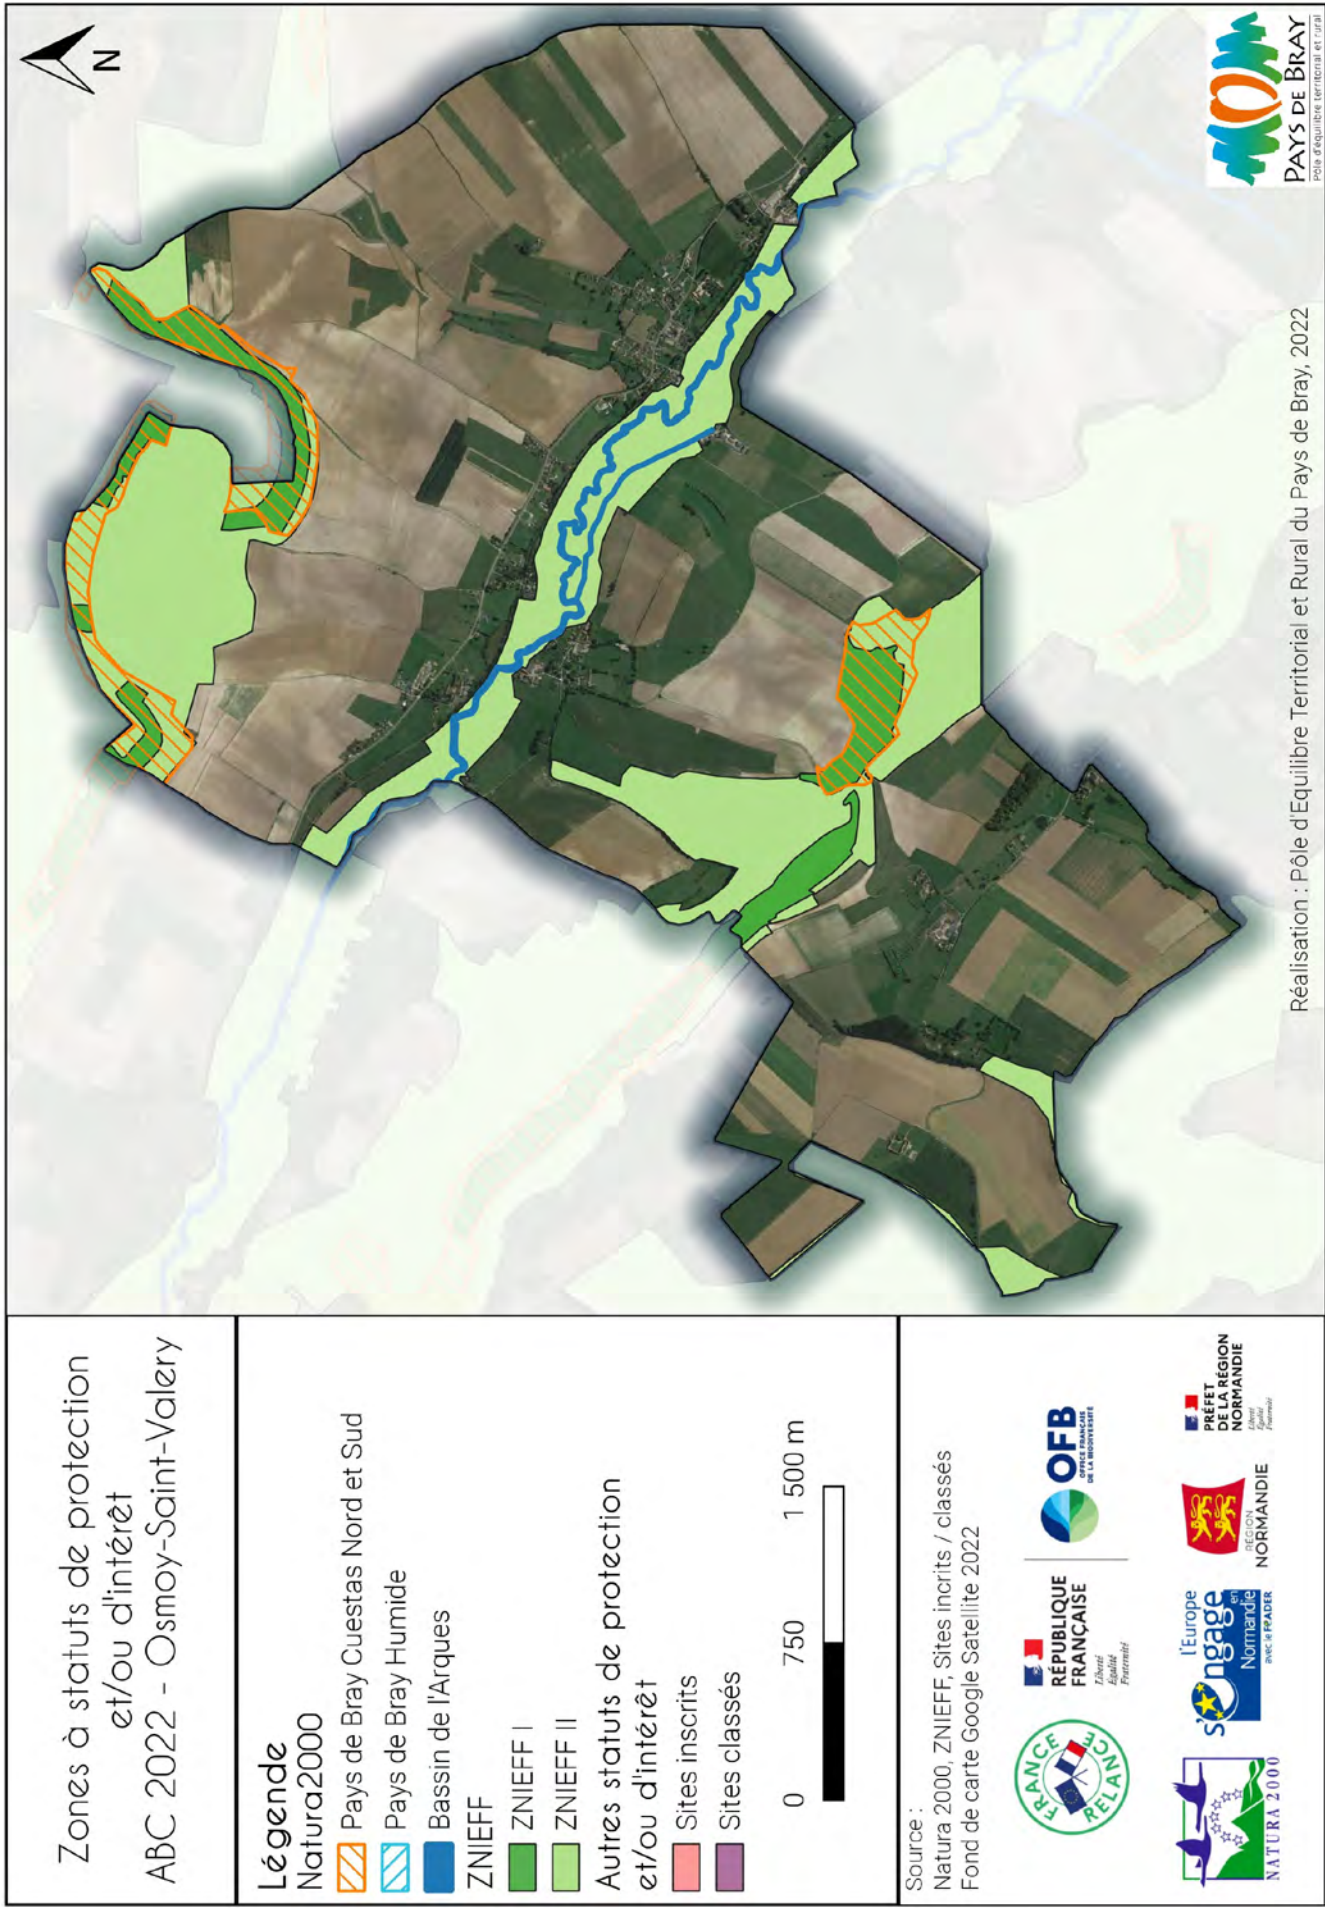 Zones à statuts de protection
et/ou d'intérêt
ABC 2022 - Osmoy-Saint-Valery
Légende
Natura2000
Pays de Bray Cuestas Nord et Sud
Pays de Bray Humide
Bassin de l'Arques
ZNIEFF
ZNIEFF I
ZNIEFF II
Autres statuts de protection
et/ou d'intérêt
Sites inscrits
Sites classés
0 750 1 500 m
Source :
Natura 2000, ZNIEFF, Sites incrits / classés
Fond de carte Google Satellite 2022
FRANCE
RELANCE
RÉPUBLIQUE
FRANÇAISE
Liberté
Égalité
Fraternité
OFB
OFFICE FRANÇAIS
DE LA BIODIVERSITÉ
NATURA 2000
l'Europe
s'engage
en
Normandie
avec le FEADER
RÉGION
NORMANDIE
PRÉFET
DE LA RÉGION
NORMANDIE
Liberté
Égalité
Fraternité
N
PAYS DE BRAY
Pôle d'équilibre territorial et rural
Réalisation : Pôle d'Equilibre Territorial et Rural du Pays de Bray, 2022